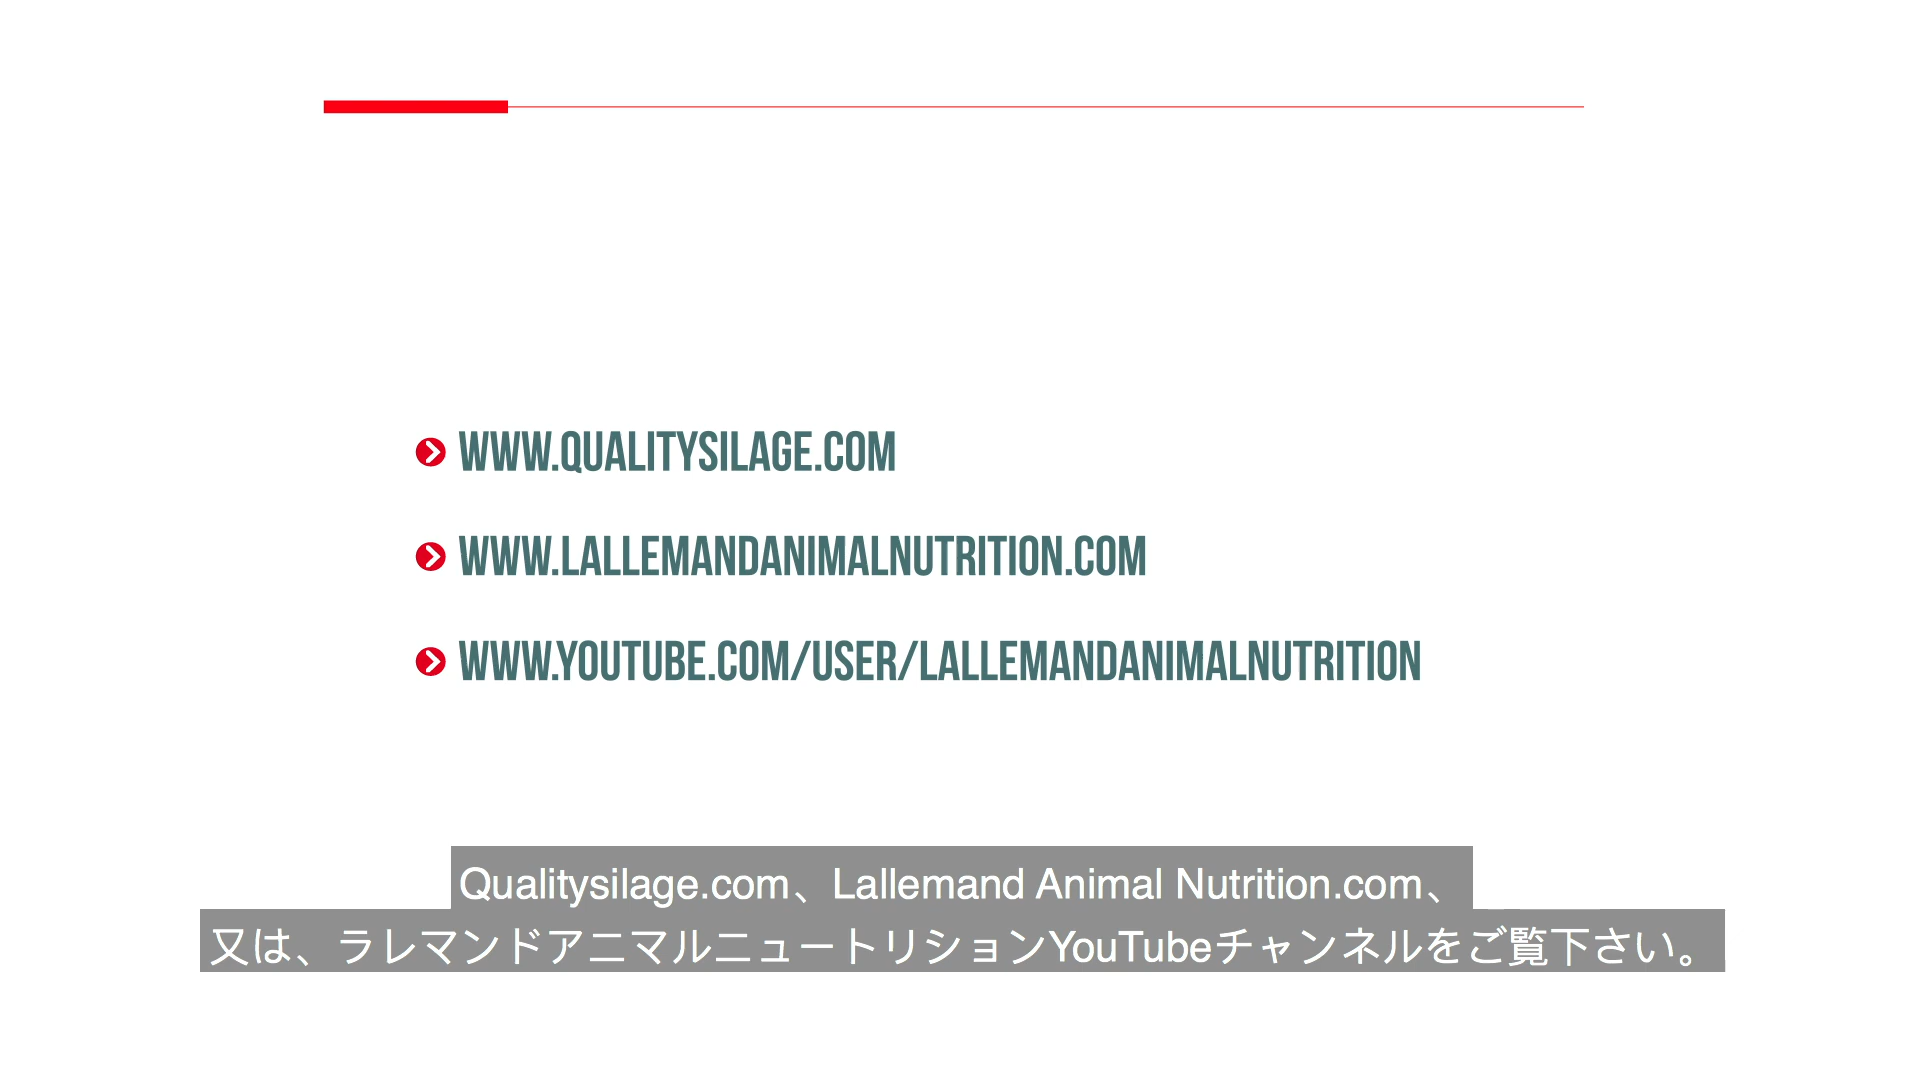 WWW.QUALITYSILAGE.COM
WWW.LALLEMANDANIMALNUTRITION.COM
WWW.YOUTUBE.COM/USER/LALLEMANDANIMALNUTRITION
Qualitysilage.com、Lallemand Animal Nutrition.com、
又は、ラレマンドアニマルニュートリションYouTubeチャンネルをご覧下さい。